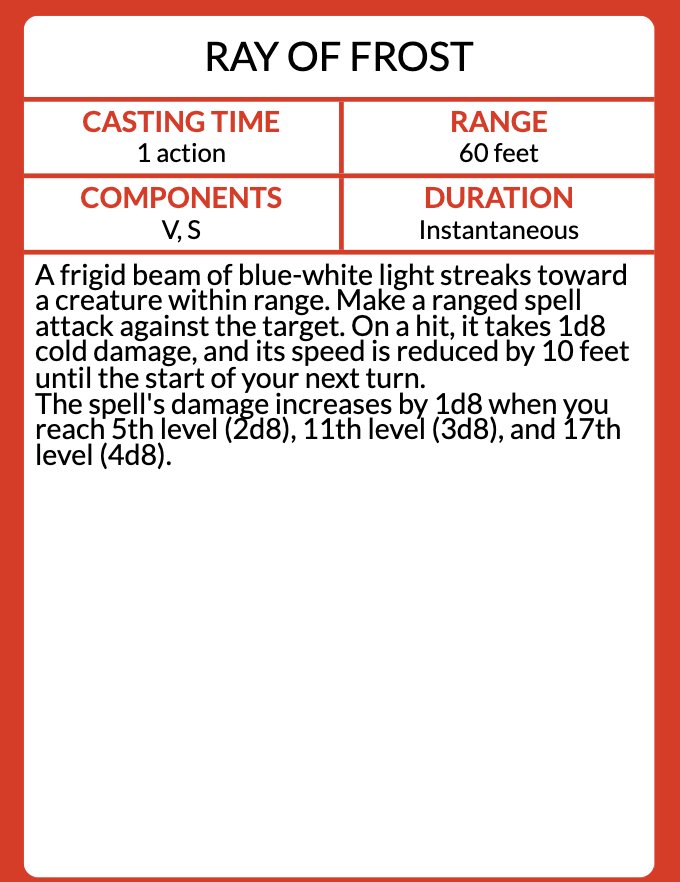 RAY OF FROST
CASTING TIME
1 action
RANGE
60 feet
COMPONENTS
V, S
DURATION
Instantaneous
A frigid beam of blue-white light streaks toward
a creature within range. Make a ranged spell
attack against the target. On a hit, it takes 1d8
cold damage, and its speed is reduced by 10 feet
until the start of your next turn.
The spell's damage increases by 1d8 when you
reach 5th level (2d8), 11th level (3d8), and 17th
level (4d8).